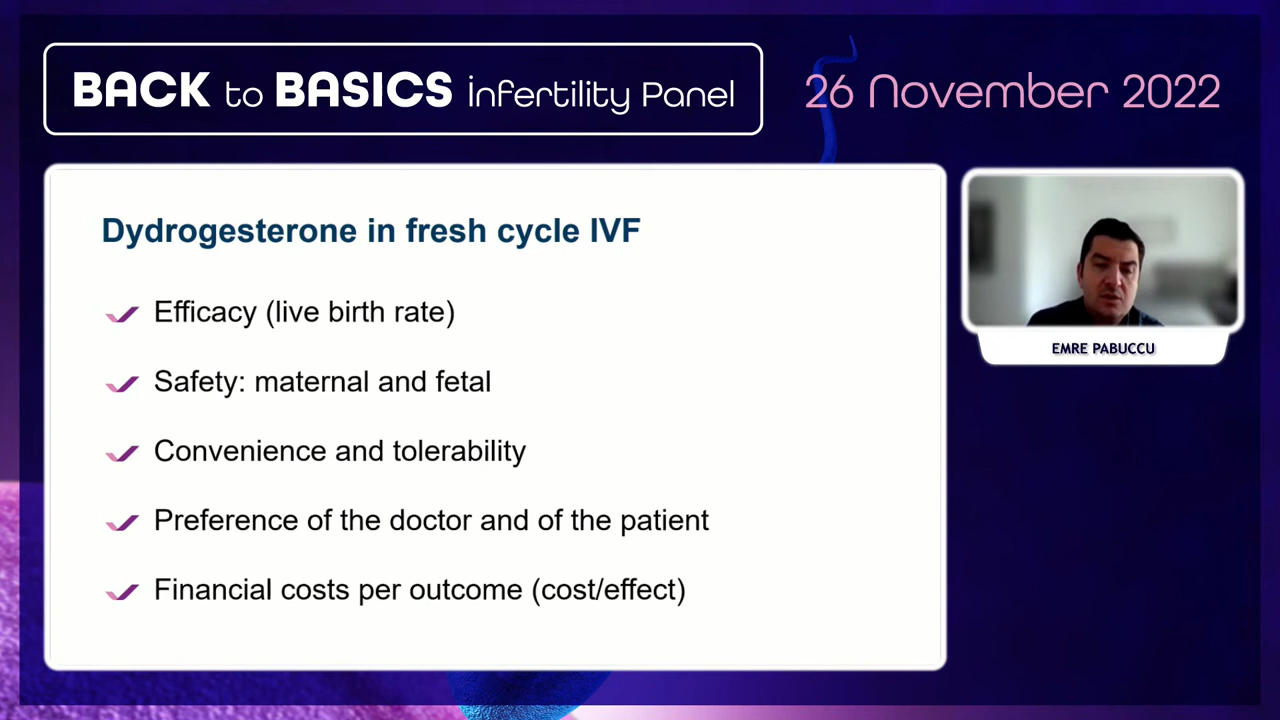 BACK to BASICS infertility Panel
26 November 2022
Dydrogesterone in fresh cycle IVF
Efficacy (live birth rate)
Safety: maternal and fetal
Convenience and tolerability
Preference of the doctor and of the patient
Financial costs per outcome (cost/effect)
EMRE PABUCCU